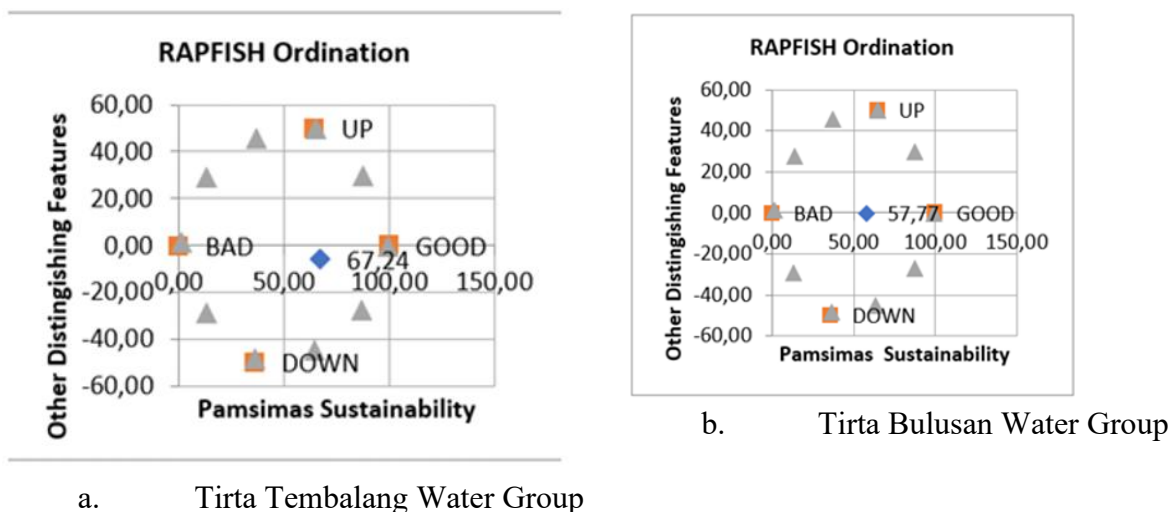 RAPFISH Ordination
Other Distingishing Features
60,00
40,00
20,00
0,00
-20,00
-40,00
-60,00
UP
BAD
GOOD
67,24
DOWN
0,00 50,00 100,00 150,00
Pamsimas Sustainability
a. Tirta Tembalang Water Group
RAPFISH Ordination
Other Distingishing Features
60,00
40,00
20,00
0,00
-20,00
-40,00
-60,00
UP
BAD
57,77
GOOD
DOWN
0,00 50,00 100,00 150,00
Pamsimas Sustainability
b. Tirta Bulusan Water Group